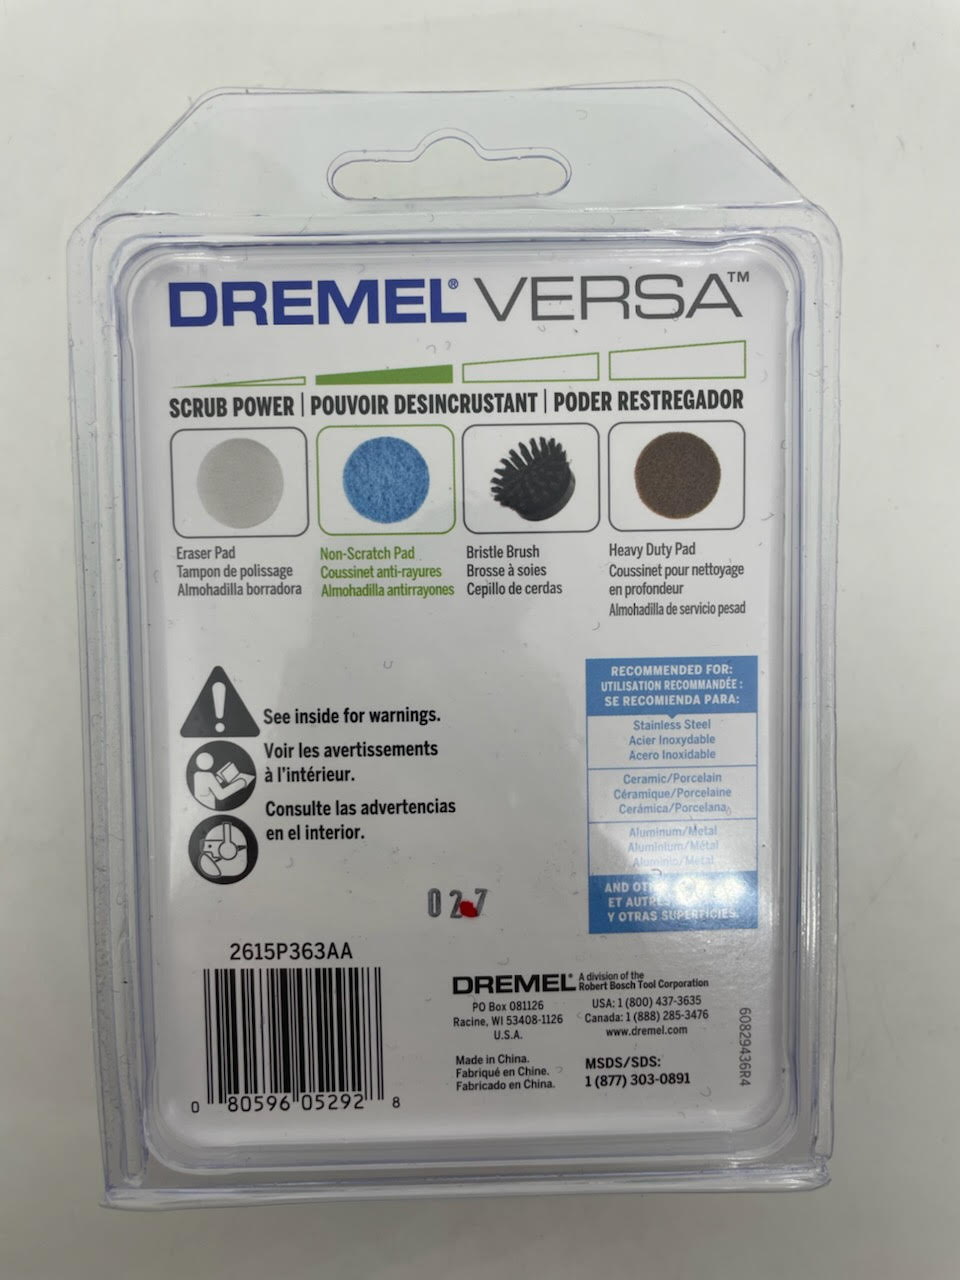 DREMEL® VERSA™
SCRUB POWER | POUVOIR DESINCRUSTANT | PODER RESTREGADOR
Eraser Pad
Tampon de polissage
Almohadilla borradora
Non-Scratch Pad
Coussinet anti-rayures
Almohadilla antirrayones
Bristle Brush
Brosse à soies
Cepillo de cerdas
Heavy Duty Pad
Coussinet pour nettoyage
en profondeur
Almohadilla de servicio pesad
See inside for warnings.
Voir les avertissements
à l'intérieur.
Consulte las advertencias
en el interior.
RECOMMENDED FOR:
UTILISATION RECOMMANDÉE :
SE RECOMIENDA PARA:
Stainless Steel
Acier Inoxydable
Acero Inoxidable
Ceramic/Porcelain
Céramique/Porcelaine
Cerámica/Porcelana
Aluminum/Metal
Aluminium/Métal
Aluminio/Metal
AND
ET AUTRES
Y OTRAS SUPERFICIES.
027
2615P363AA
0 80596 05292 8
DREMEL®
A division of the
Robert Bosch Tool Corporation
PO Box 081126
Racine, WI 53408-1126
U.S.A.
USA: 1 (800) 437-3635
Canada: 1 (888) 285-3476
www.dremel.com
Made in China.
Fabriqué en Chine.
Fabricado en China.
MSDS/SDS:
1 (877) 303-0891
60829436R4